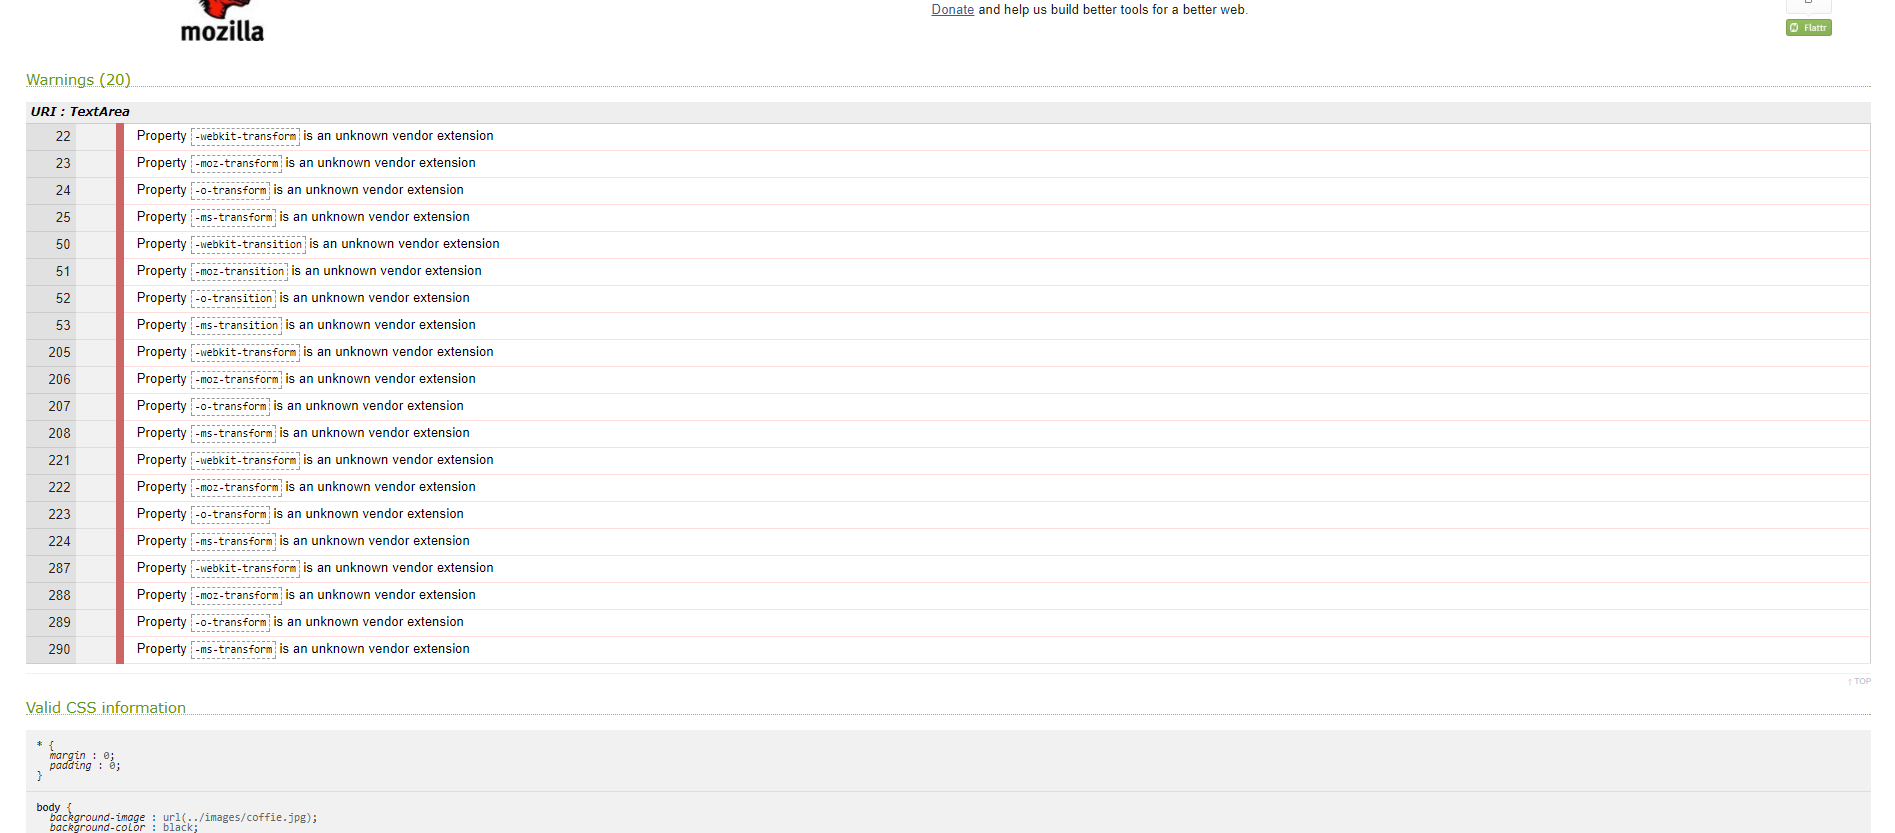 mozilla
Donate and help us build better tools for a better web.
Flattr
Warnings (20)
URI : TextArea
22 Property -webkit-transform is an unknown vendor extension
23 Property -moz-transform is an unknown vendor extension
24 Property -o-transform is an unknown vendor extension
25 Property -ms-transform is an unknown vendor extension
50 Property -webkit-transition is an unknown vendor extension
51 Property -moz-transition is an unknown vendor extension
52 Property -o-transition is an unknown vendor extension
53 Property -ms-transition is an unknown vendor extension
205 Property -webkit-transform is an unknown vendor extension
206 Property -moz-transform is an unknown vendor extension
207 Property -o-transform is an unknown vendor extension
208 Property -ms-transform is an unknown vendor extension
221 Property -webkit-transform is an unknown vendor extension
222 Property -moz-transform is an unknown vendor extension
223 Property -o-transform is an unknown vendor extension
224 Property -ms-transform is an unknown vendor extension
287 Property -webkit-transform is an unknown vendor extension
288 Property -moz-transform is an unknown vendor extension
289 Property -o-transform is an unknown vendor extension
290 Property -ms-transform is an unknown vendor extension
↑ TOP
Valid CSS information
* {
margin : 0;
padding : 0;
}
body {
background-image : url(../images/coffie.jpg);
background-color : black;